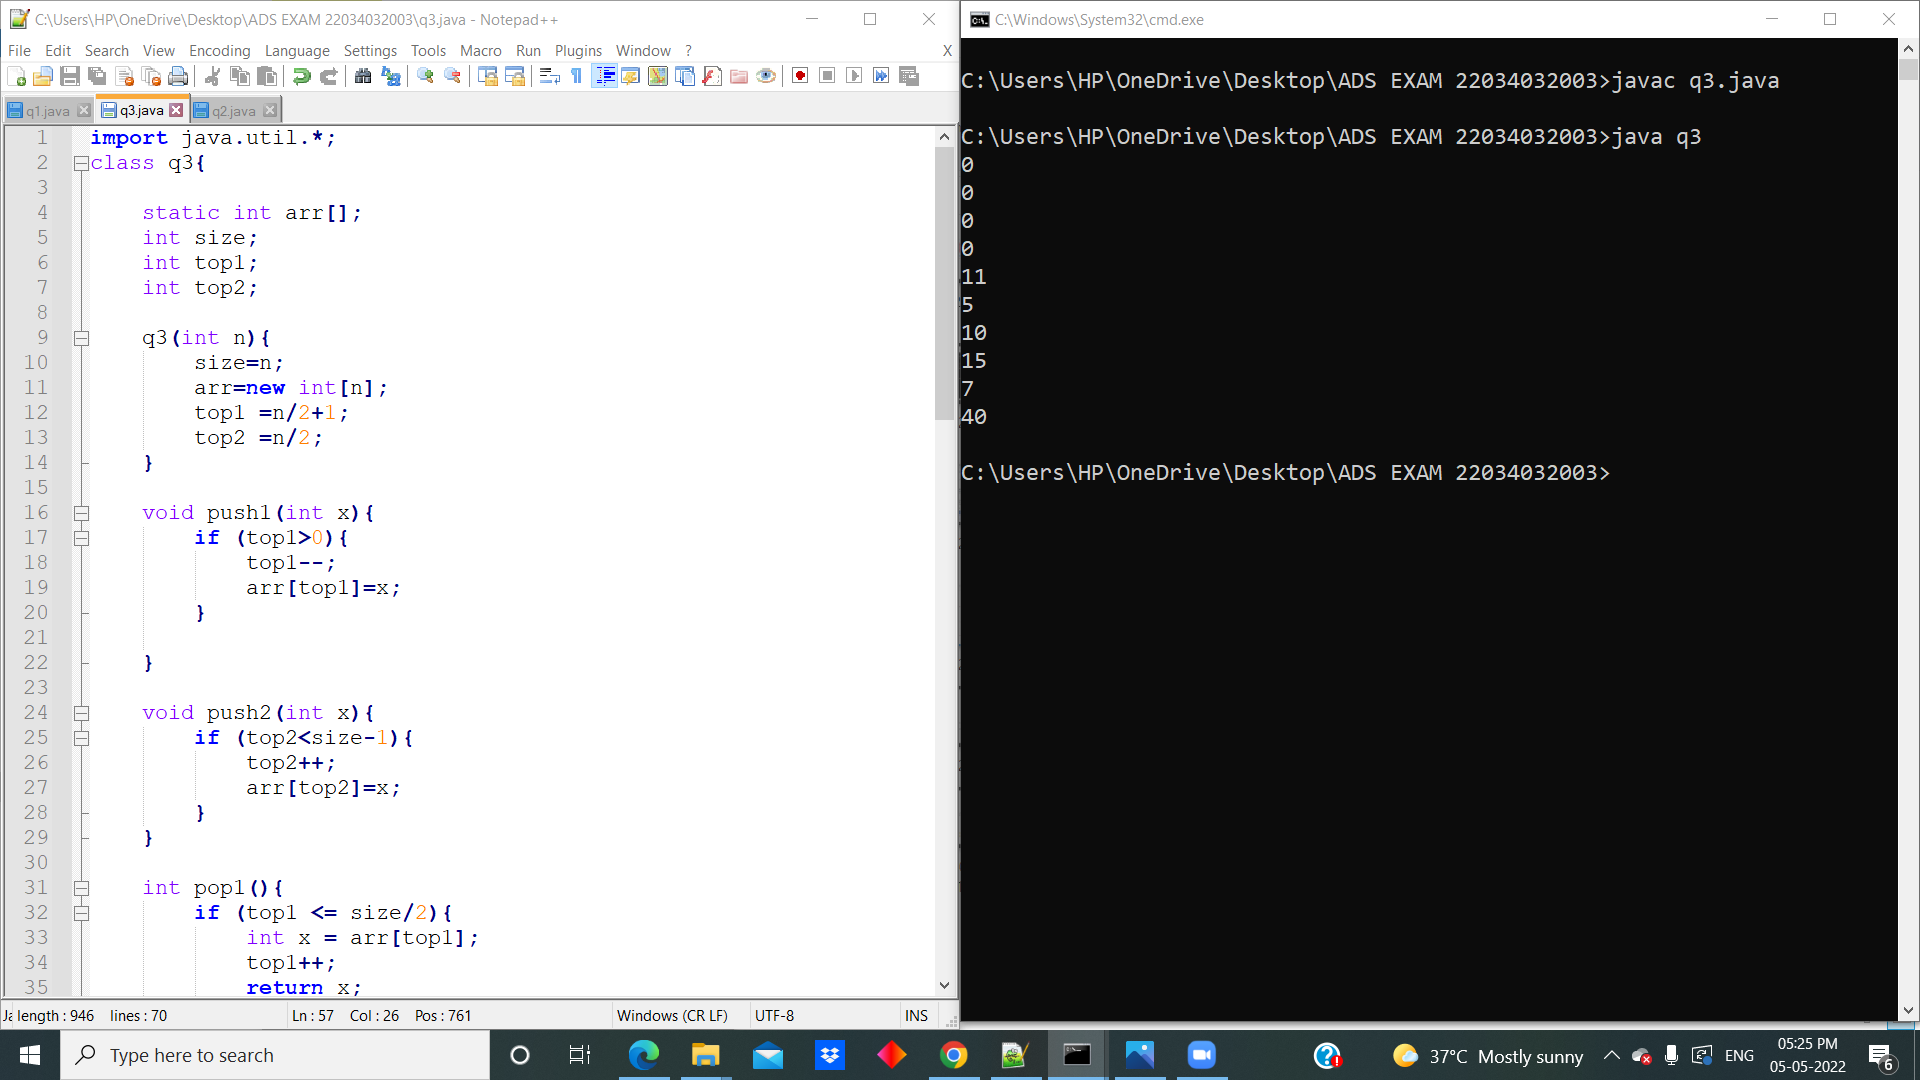 C:\Users\HP\OneDrive\Desktop\ADS EXAM 22034032003\q3.java - Notepad++
File Edit Search View Encoding Language Settings Tools Macro Run Plugins Window ? X
q1.java q3.java q2.java
1 import java.util.*;
2 class q3{
3
4 static int arr[];
5 int size;
6 int top1;
7 int top2;
8
9 q3(int n){
10 size=n;
11 arr=new int[n];
12 top1 =n/2+1;
13 top2 =n/2;
14 }
15
16 void push1(int x){
17 if (top1>0){
18 top1--;
19 arr[top1]=x;
20 }
21
22 }
23
24 void push2(int x){
25 if (top2<size-1){
26 top2++;
27 arr[top2]=x;
28 }
29 }
30
31 int pop1(){
32 if (top1 <= size/2){
33 int x = arr[top1];
34 top1++;
35 return x;
length : 946 lines : 70 Ln : 57 Col : 26 Pos : 761 Windows (CR LF) UTF-8 INS
C:\Windows\System32\cmd.exe
C:\Users\HP\OneDrive\Desktop\ADS EXAM 22034032003>javac q3.java
C:\Users\HP\OneDrive\Desktop\ADS EXAM 22034032003>java q3
0
0
0
0
11
5
10
15
7
40
C:\Users\HP\OneDrive\Desktop\ADS EXAM 22034032003>
Type here to search
37°C Mostly sunny
ENG
05:25 PM
05-05-2022
6